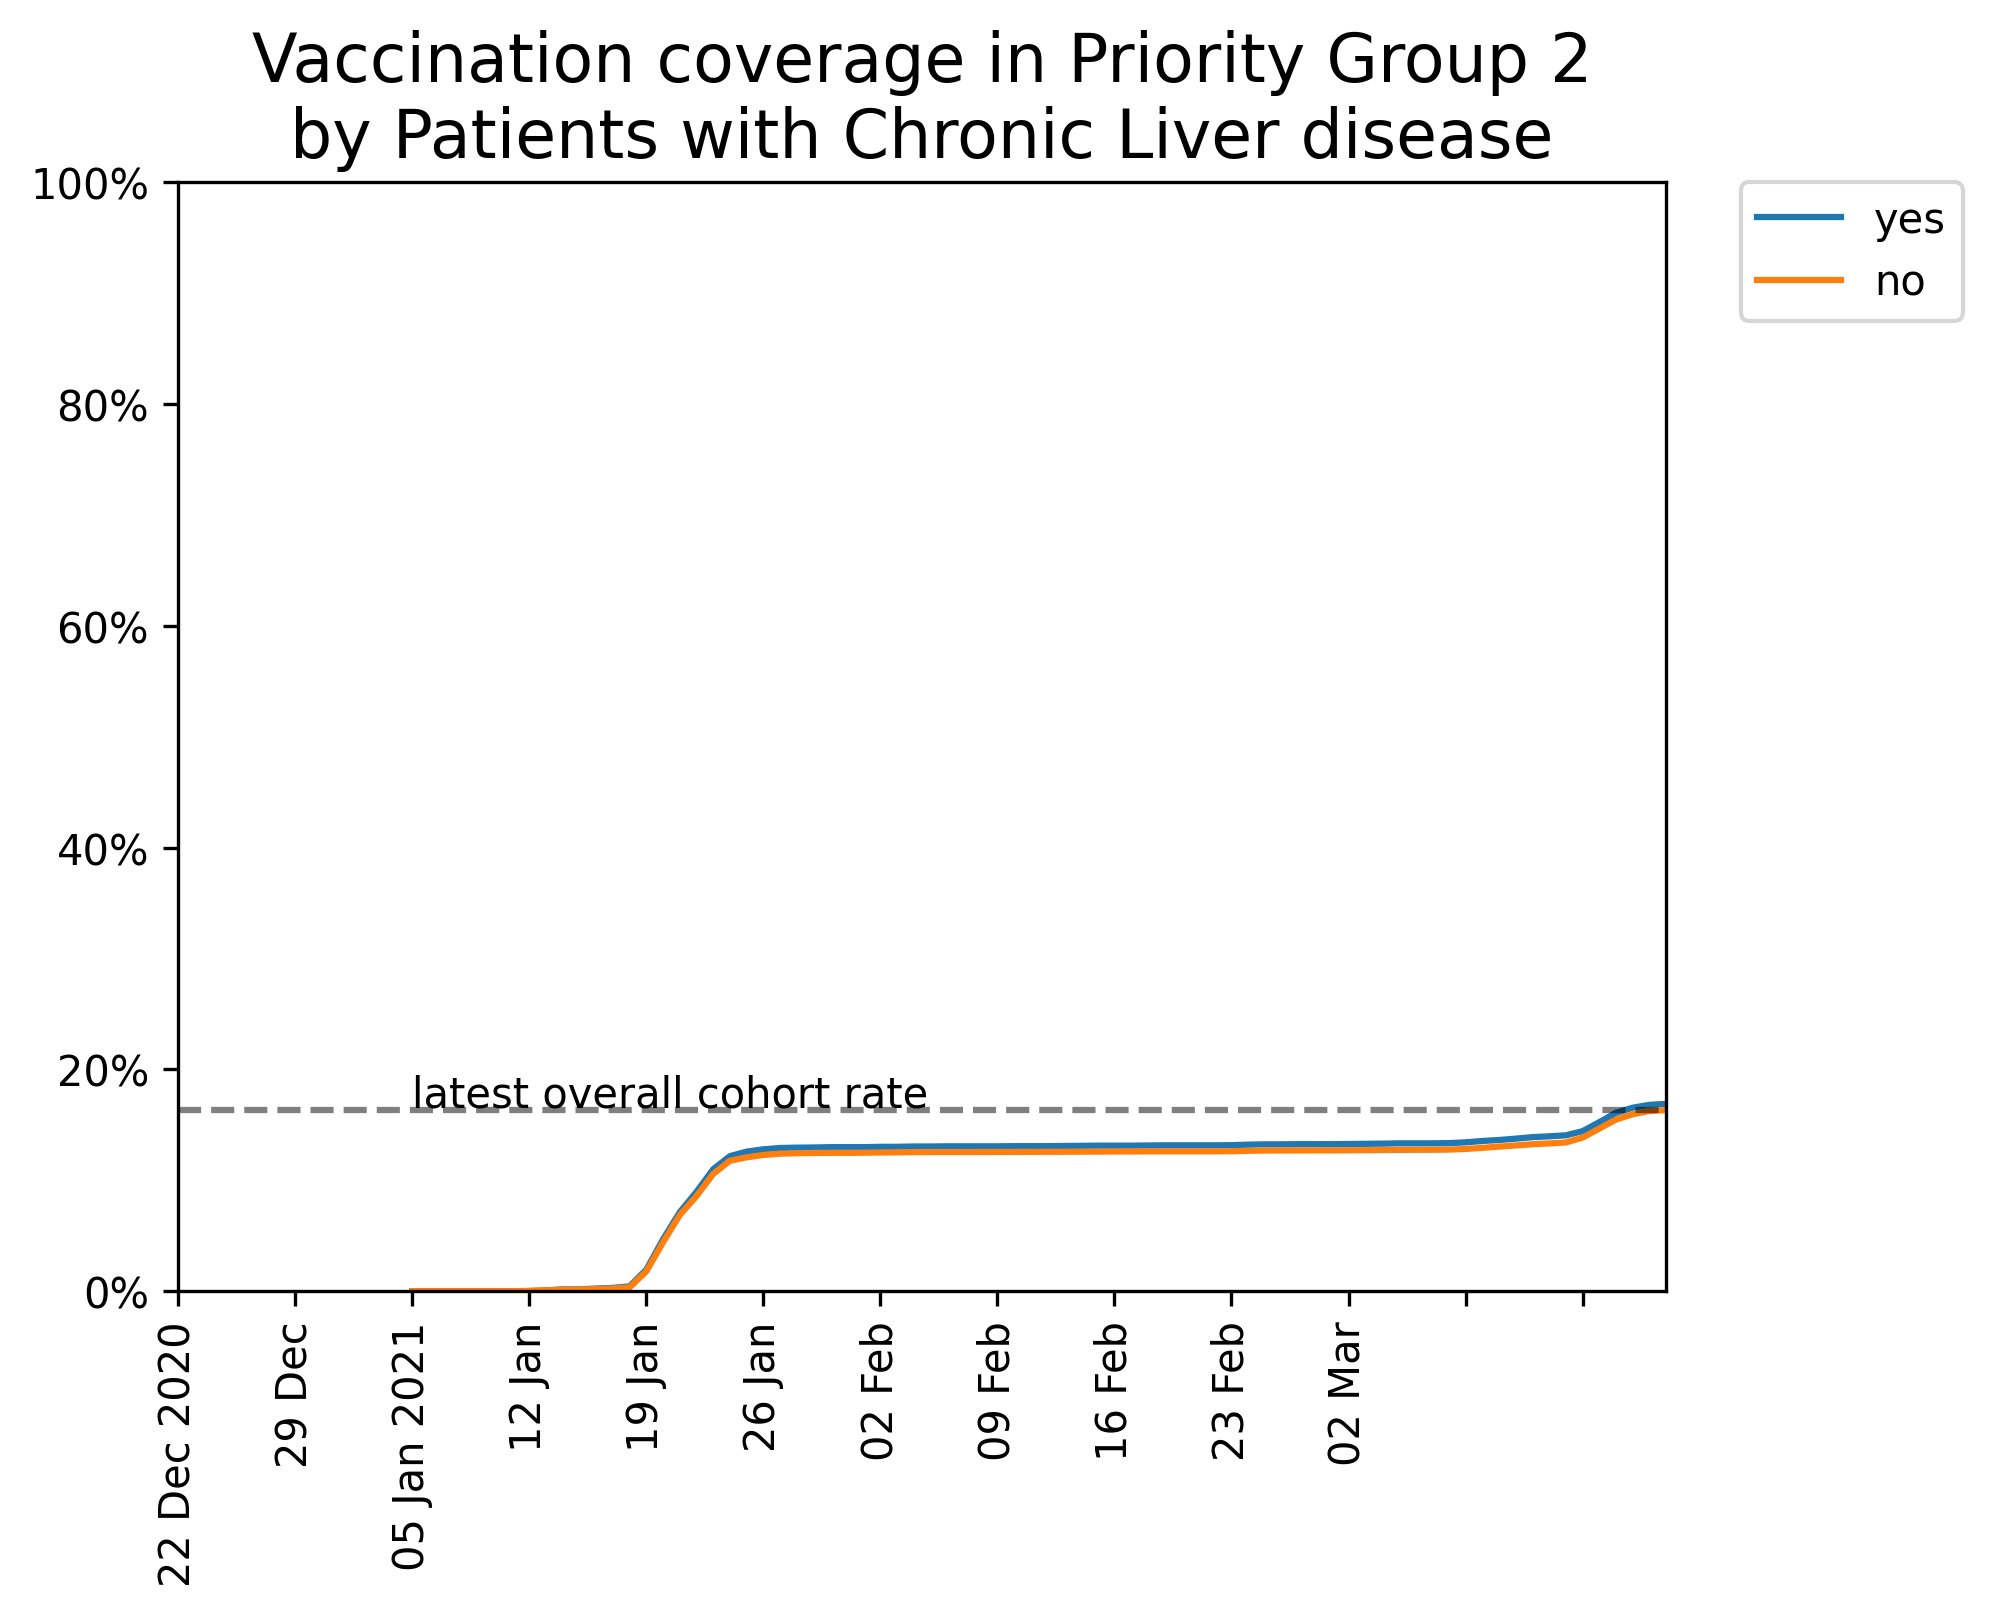 Vaccination coverage in Priority Group 2
by Patients with Chronic Liver disease
100%
80%
60%
40%
20%
0%
latest overall cohort rate
22 Dec 2020
29 Dec
05 Jan 2021
12 Jan
19 Jan
26 Jan
02 Feb
09 Feb
16 Feb
23 Feb
02 Mar
yes
no